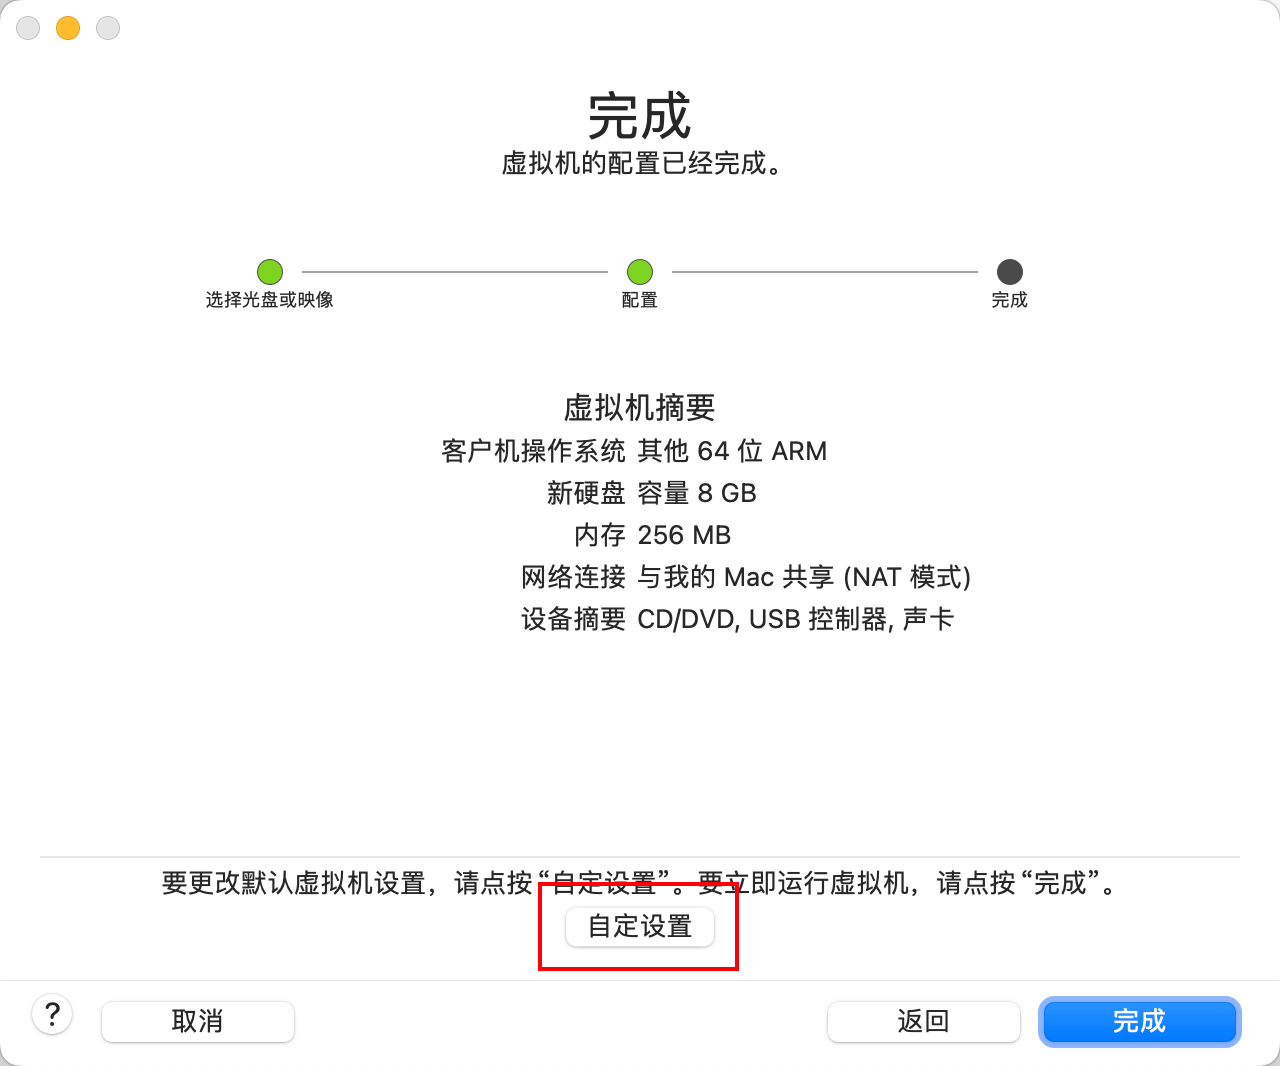 完成
虚拟机的配置已经完成。
选择光盘或映像
配置
完成
虚拟机摘要
客户机操作系统 其他 64 位 ARM
新硬盘 容量 8 GB
内存 256 MB
网络连接 与我的 Mac 共享 (NAT 模式)
设备摘要 CD/DVD, USB 控制器, 声卡
要更改默认虚拟机设置，请点按“自定设置”。要立即运行虚拟机，请点按“完成”。
自定设置
? 取消 返回 完成